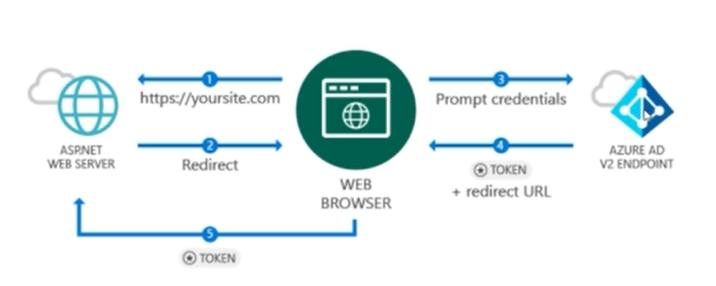 1
https://yoursite.com
2
Redirect
ASP.NET
WEB SERVER
WEB
BROWSER
3
Prompt credentials
4
TOKEN
+ redirect URL
AZURE AD
V2 ENDPOINT
5
TOKEN